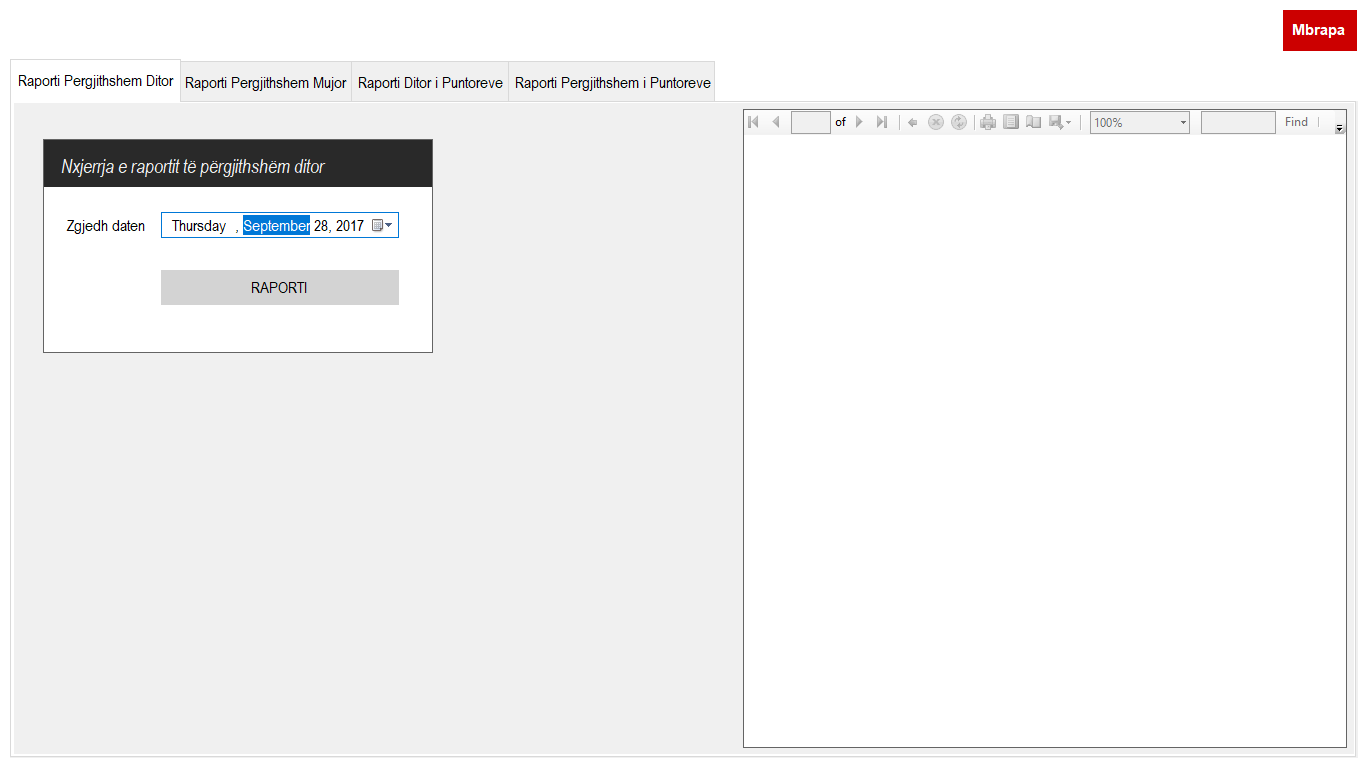 Mbrapa
Raporti Pergjithshem Ditor
Raporti Pergjithshem Mujor
Raporti Ditor i Puntoreve
Raporti Pergjithshem i Puntoreve
of
100%
Find
Nxjerrja e raportit të përgjithshëm ditor
Zgjedh daten
Thursday , September 28, 2017
RAPORTI